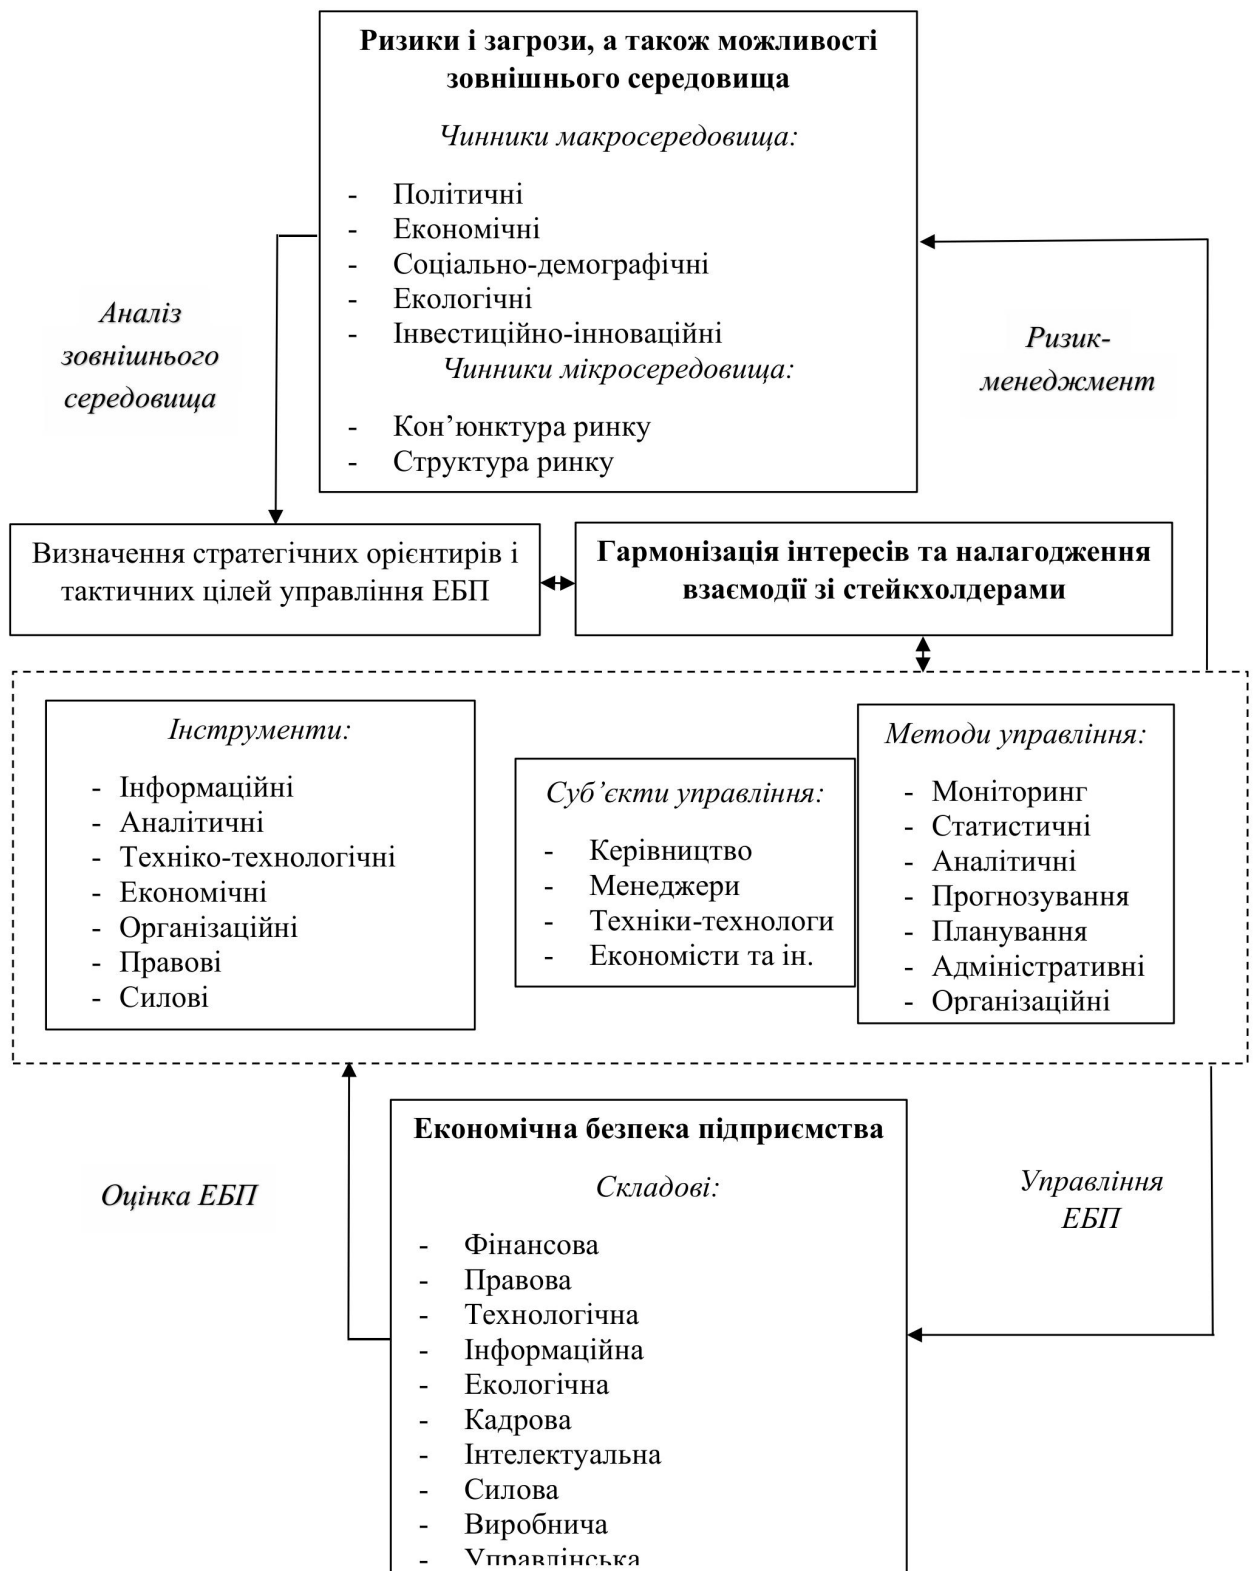 Ризики і загрози, а також можливості
зовнішнього середовища
Чинники макросередовища:
- Політичні
- Економічні
- Соціально-демографічні
- Екологічні
- Інвестиційно-інноваційні
Чинники мікросередовища:
- Кон’юнктура ринку
- Структура ринку
Аналіз
зовнішнього
середовища
Ризик-
менеджмент
Визначення стратегічних орієнтирів і
тактичних цілей управління ЕБП
Гармонізація інтересів та налагодження
взаємодії зі стейкхолдерами
Інструменти:
- Інформаційні
- Аналітичні
- Техніко-технологічні
- Економічні
- Організаційні
- Правові
- Силові
Суб’єкти управління:
- Керівництво
- Менеджери
- Техніки-технологи
- Економісти та ін.
Методи управління:
- Моніторинг
- Статистичні
- Аналітичні
- Прогнозування
- Планування
- Адміністративні
- Організаційні
Оцінка ЕБП
Економічна безпека підприємства
Складові:
- Фінансова
- Правова
- Технологічна
- Інформаційна
- Екологічна
- Кадрова
- Інтелектуальна
- Силова
- Виробнича
- Управлінська
Управління
ЕБП